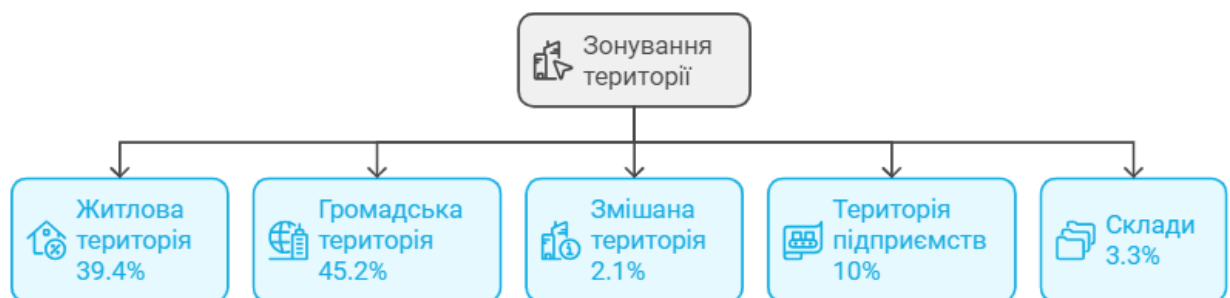 Зонування
території
Житлова
територія
39.4%
Громадська
територія
45.2%
Змішана
територія
2.1%
Територія
підприємств
10%
Склади
3.3%